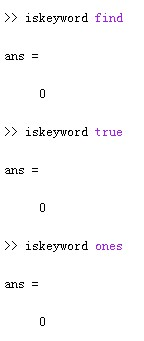 >> iskeyword find
ans =
0
>> iskeyword true
ans =
0
>> iskeyword ones
ans =
0